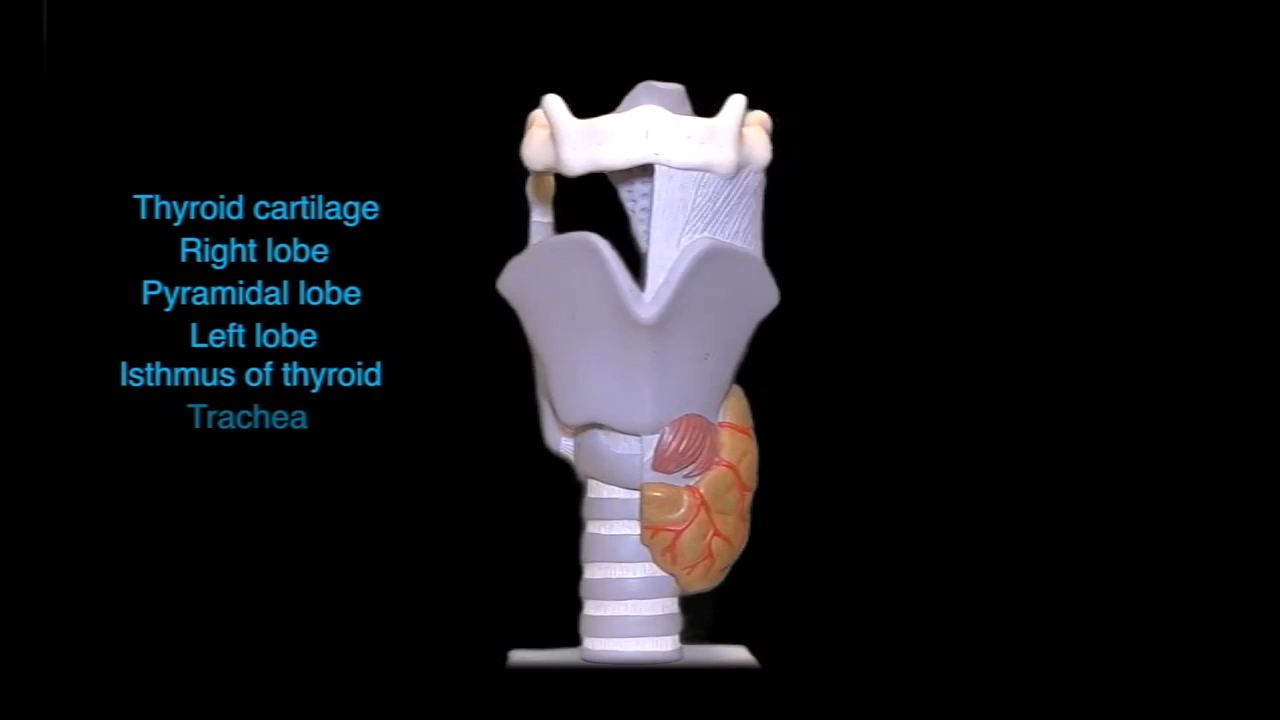 Thyroid cartilage
Right lobe
Pyramidal lobe
Left lobe
Isthmus of thyroid
Trachea